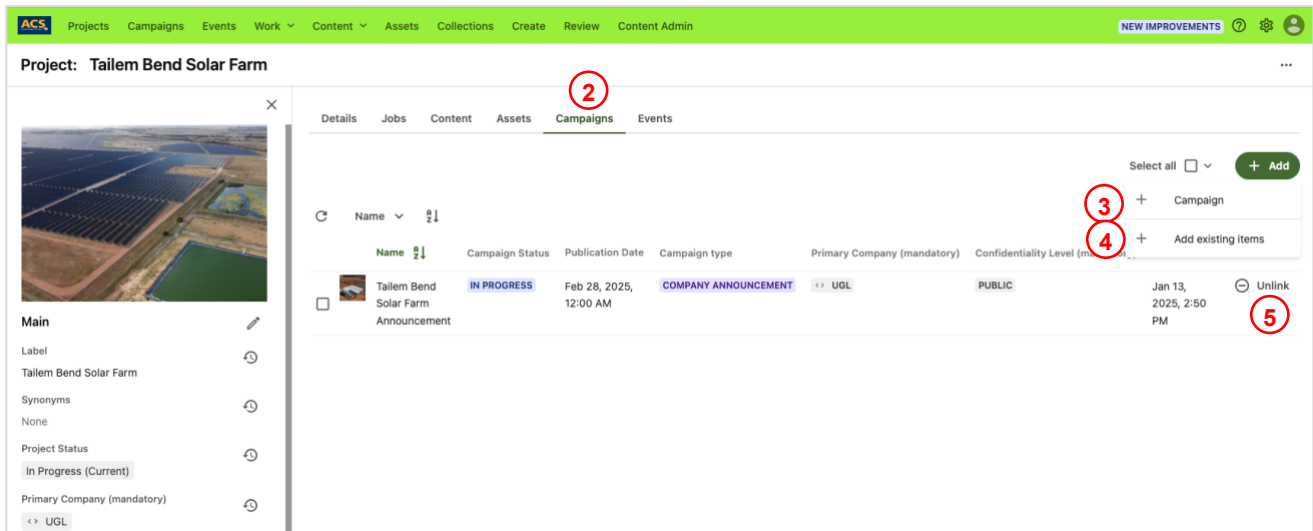 ACS Projects Campaigns Events Work Content Assets Collections Create Review Content Admin NEW IMPROVEMENTS
Project: Tailem Bend Solar Farm
2
Details Jobs Content Assets Campaigns Events
Select all + Add
3 + Campaign
4 + Add existing items
Name
Name Campaign Status Publication Date Campaign type Primary Company (mandatory) Confidentiality Level
Tailem Bend
Solar Farm
Announcement
IN PROGRESS
Feb 28, 2025,
12:00 AM
COMPANY ANNOUNCEMENT
<> UGL
PUBLIC
Jan 13,
2025, 2:50
PM
Unlink
5
Main
Label
Tailem Bend Solar Farm
Synonyms
None
Project Status
In Progress (Current)
Primary Company (mandatory)
<> UGL